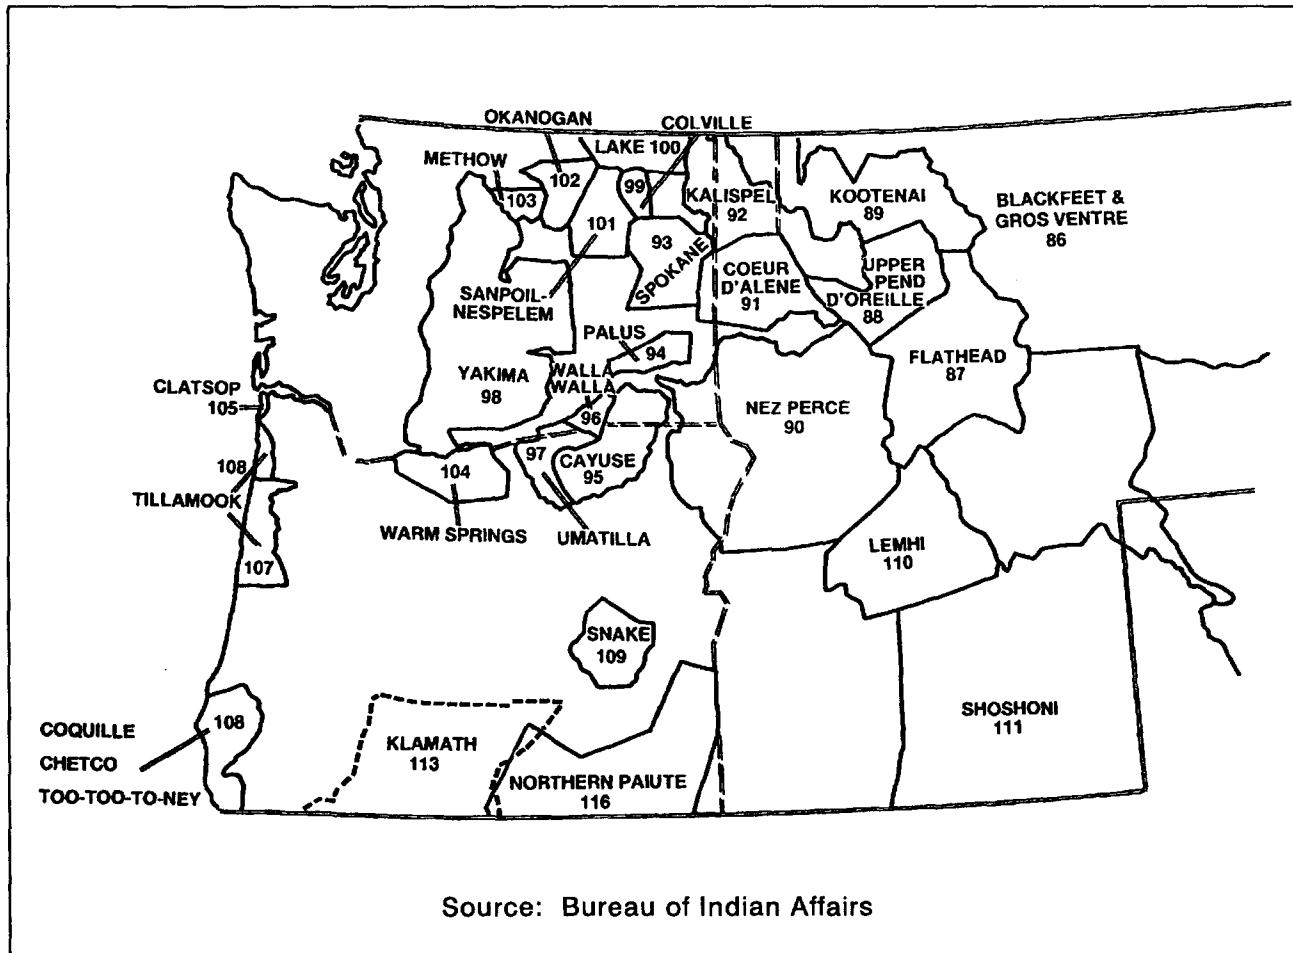 OKANOGAN
COLVILLE
LAKE 100
METHOW
102
99
103
KALISPEL
92
KOOTENAI
89
BLACKFEET &
GROS VENTRE
86
101
93
SPOKANE
COEUR
D'ALENE
91
UPPER
PEND
D'OREILLE
88
SANPOIL-
NESPELEM
PALUS
94
FLATHEAD
87
WALLA
WALLA
96
YAKIMA
98
CLATSOP
105
NEZ PERCE
90
97
CAYUSE
95
104
108
TILLAMOOK
WARM SPRINGS
UMATILLA
LEMHI
110
107
SNAKE
109
108
COQUILLE
CHETCO
TOO-TOO-TO-NEY
KLAMATH
113
SHOSHONI
111
NORTHERN PAIUTE
116
Source: Bureau of Indian Affairs